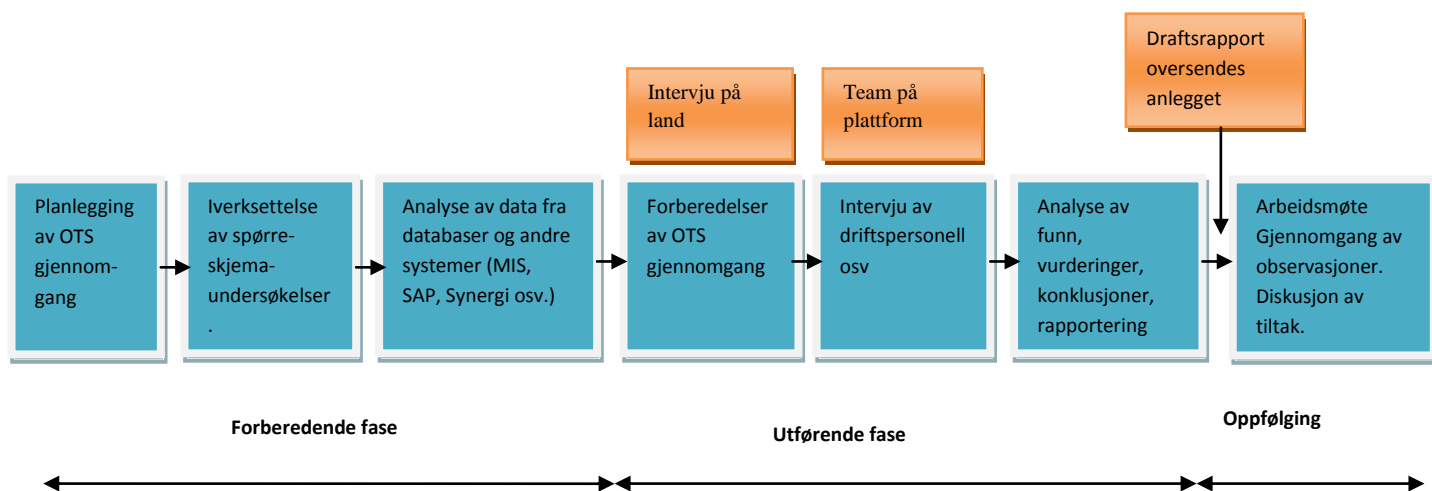 Draftsrapport
oversendes
anlegget
Intervju på
land
Team på
plattform
Planlegging
av OTS
gjennom-
gang
Iverksettelse
av spørre-
skjema-
undersøkelser
.
Analyse av data fra
databaser og andre
systemer (MIS,
SAP, Synergi osv.)
Forberedelser
av OTS
gjennomgang
Intervju av
driftspersonell
osv
Analyse av
funn,
vurderinger,
konklusjoner,
rapportering
Arbeidsmøte
Gjennomgang av
observasjoner.
Diskusjon av
tiltak.
Forberedende fase
Utførende fase
Oppfølging